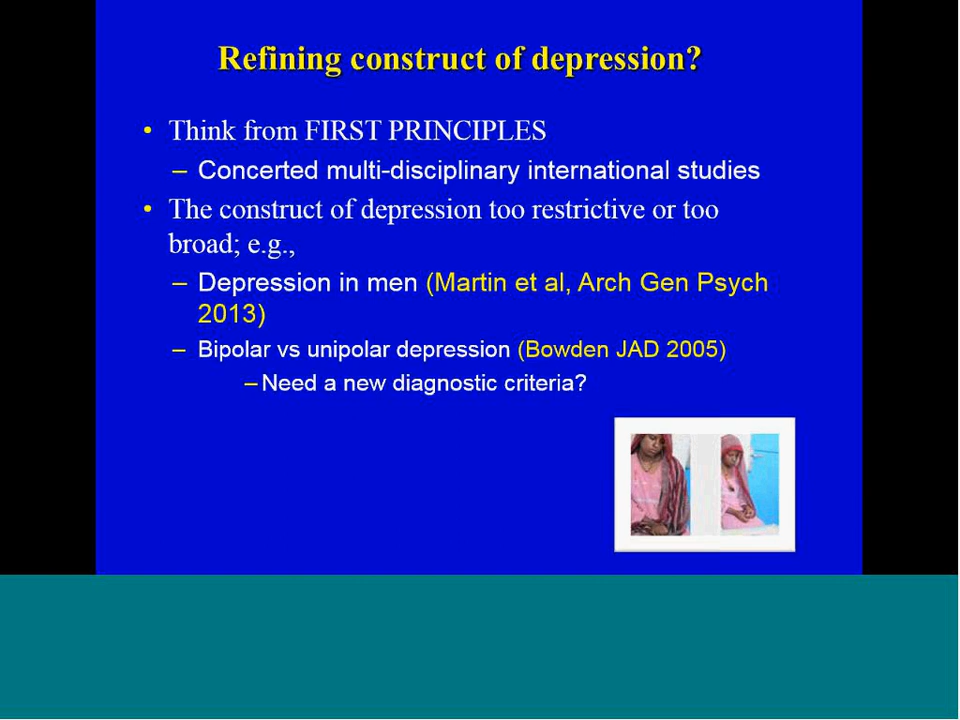 Refining construct of depression?
• Think from FIRST PRINCIPLES
– Concerted multi-disciplinary international studies
• The construct of depression too restrictive or too
broad; e.g.,
– Depression in men (Martin et al, Arch Gen Psych
2013)
– Bipolar vs unipolar depression (Bowden JAD 2005)
– Need a new diagnostic criteria?